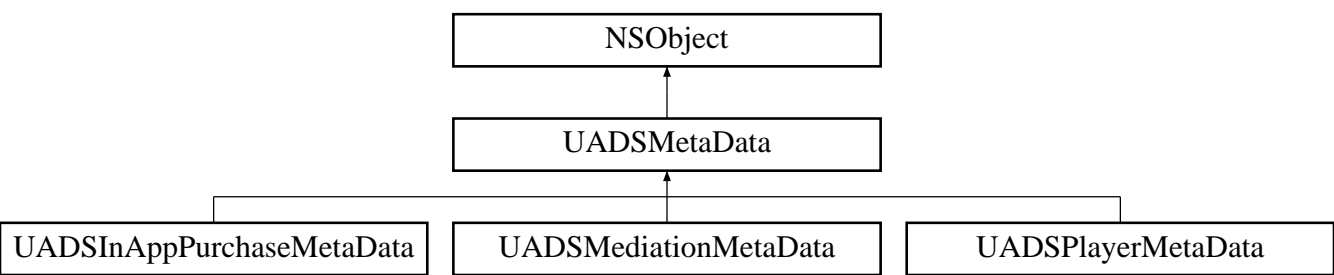 NSObject
UADSMetaData
UADSInAppPurchaseMetaData
UADSMediationMetaData
UADSPlayerMetaData